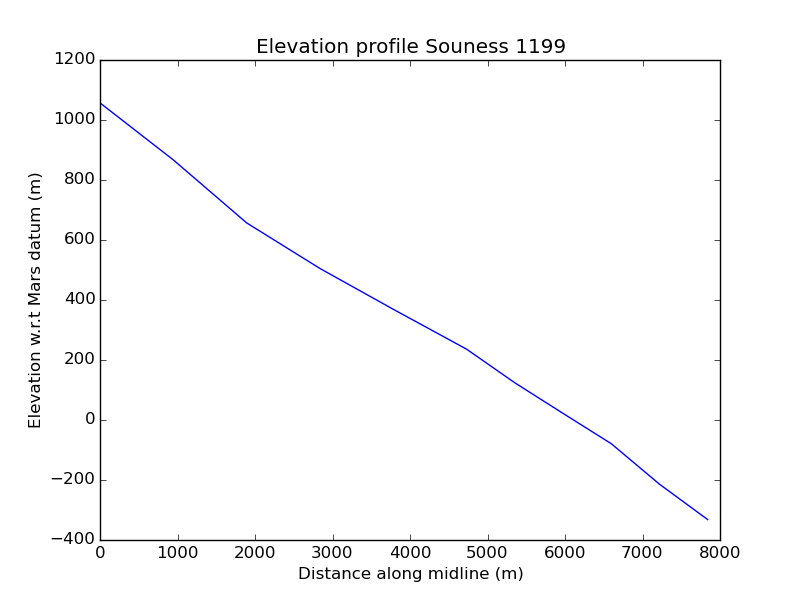 Elevation profile Souness 1199
1200
1000
800
600
400
200
0
−200
−400
Elevation w.r.t Mars datum (m)
0 1000 2000 3000 4000 5000 6000 7000 8000
Distance along midline (m)